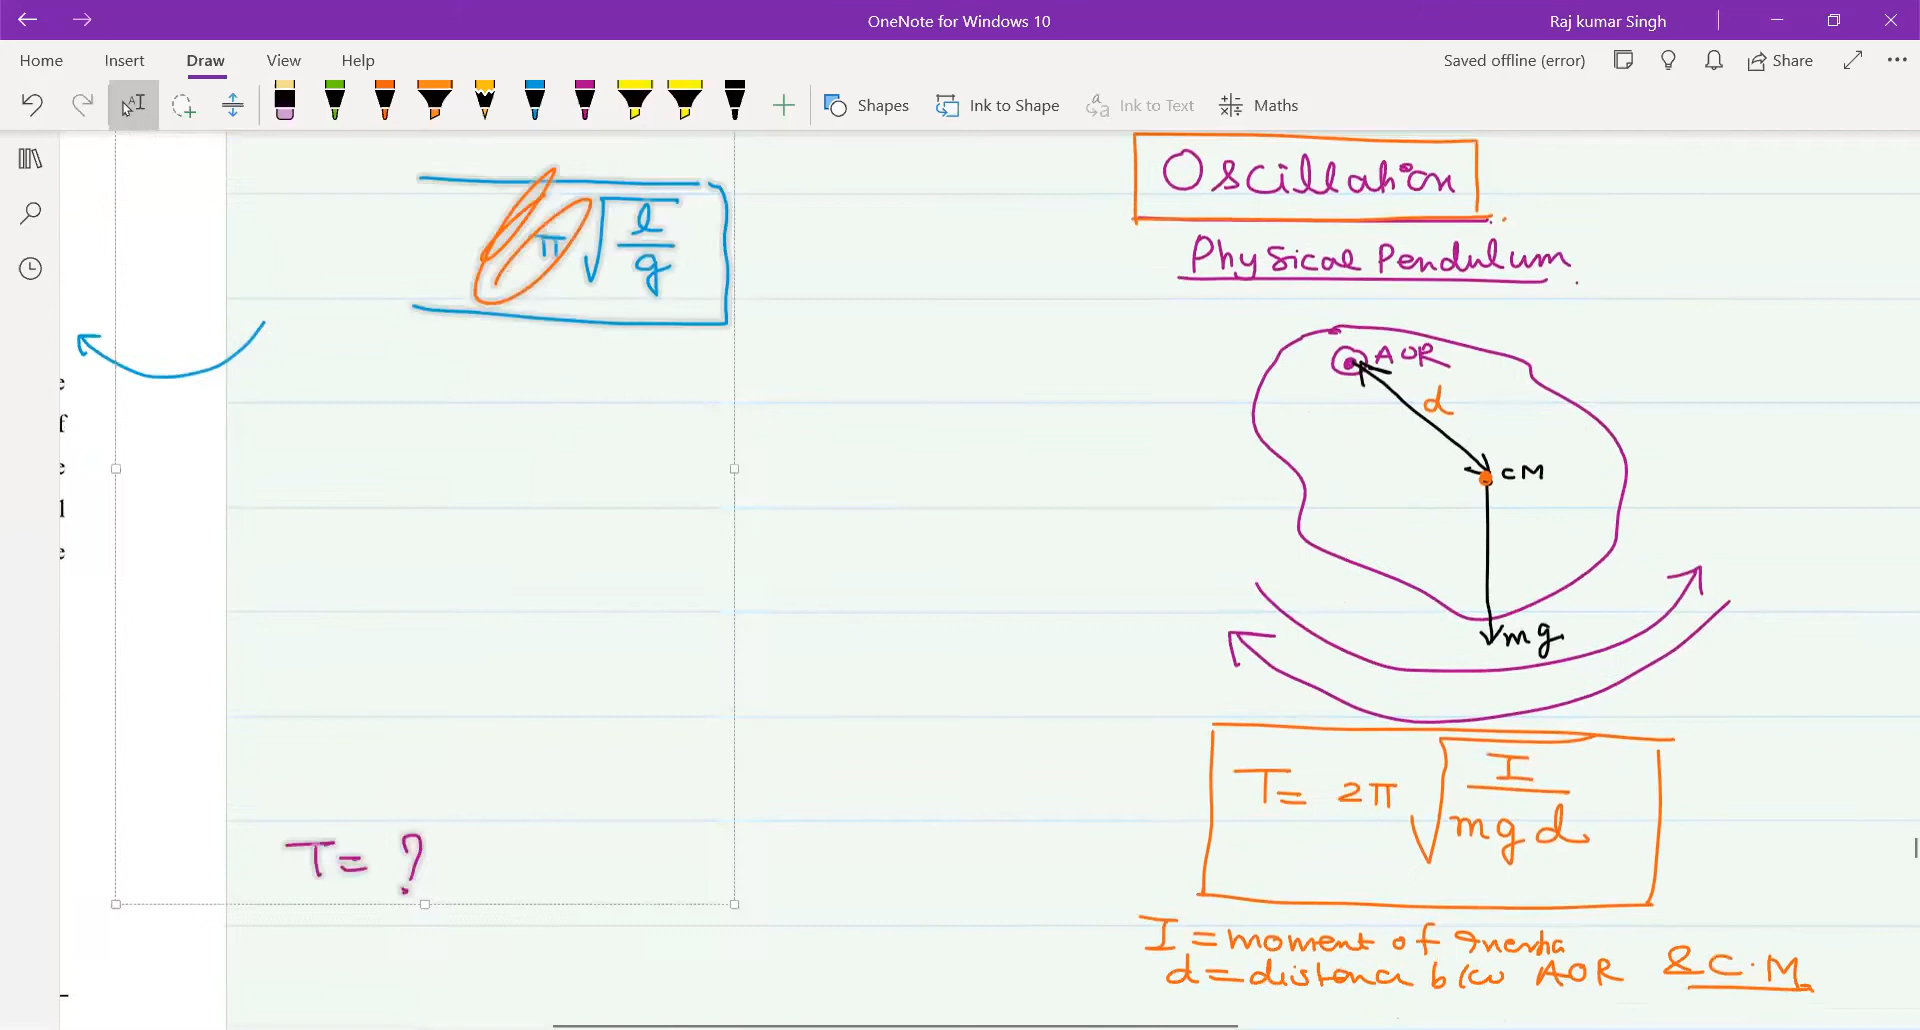 OneNote for Windows 10
Raj kumar Singh
Home Insert Draw View Help
Saved offline (error) Share
Shapes Ink to Shape Ink to Text Maths
π √ l/g
T = ?
e
f
e
l
e
Oscillation
Physical Pendulum
AOR
d
CM
mg
T = 2π √ I/mgd
I = moment of Inertia
d = distance b/w AOR & C.M